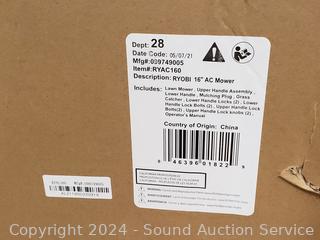 Dept: 28
Date Code: 05/07/21
Mfg#:099749005
Item#:RYAC160
Description: RYOBI 16" AC Mower
Includes:
Lawn Mower, Upper Handle Assembly,
Lower Handle, Mulching Plug, Grass
Catcher, Lower Handle Locks (2), Lower
Handle Lock Bolts(2), Upper Handle Lock
Bolts(2), Upper Handle Lock knobs (2),
Operator's Manual
Country of Origin: China
8 46396 01822
Copyright 2024 - Sound Auction Service